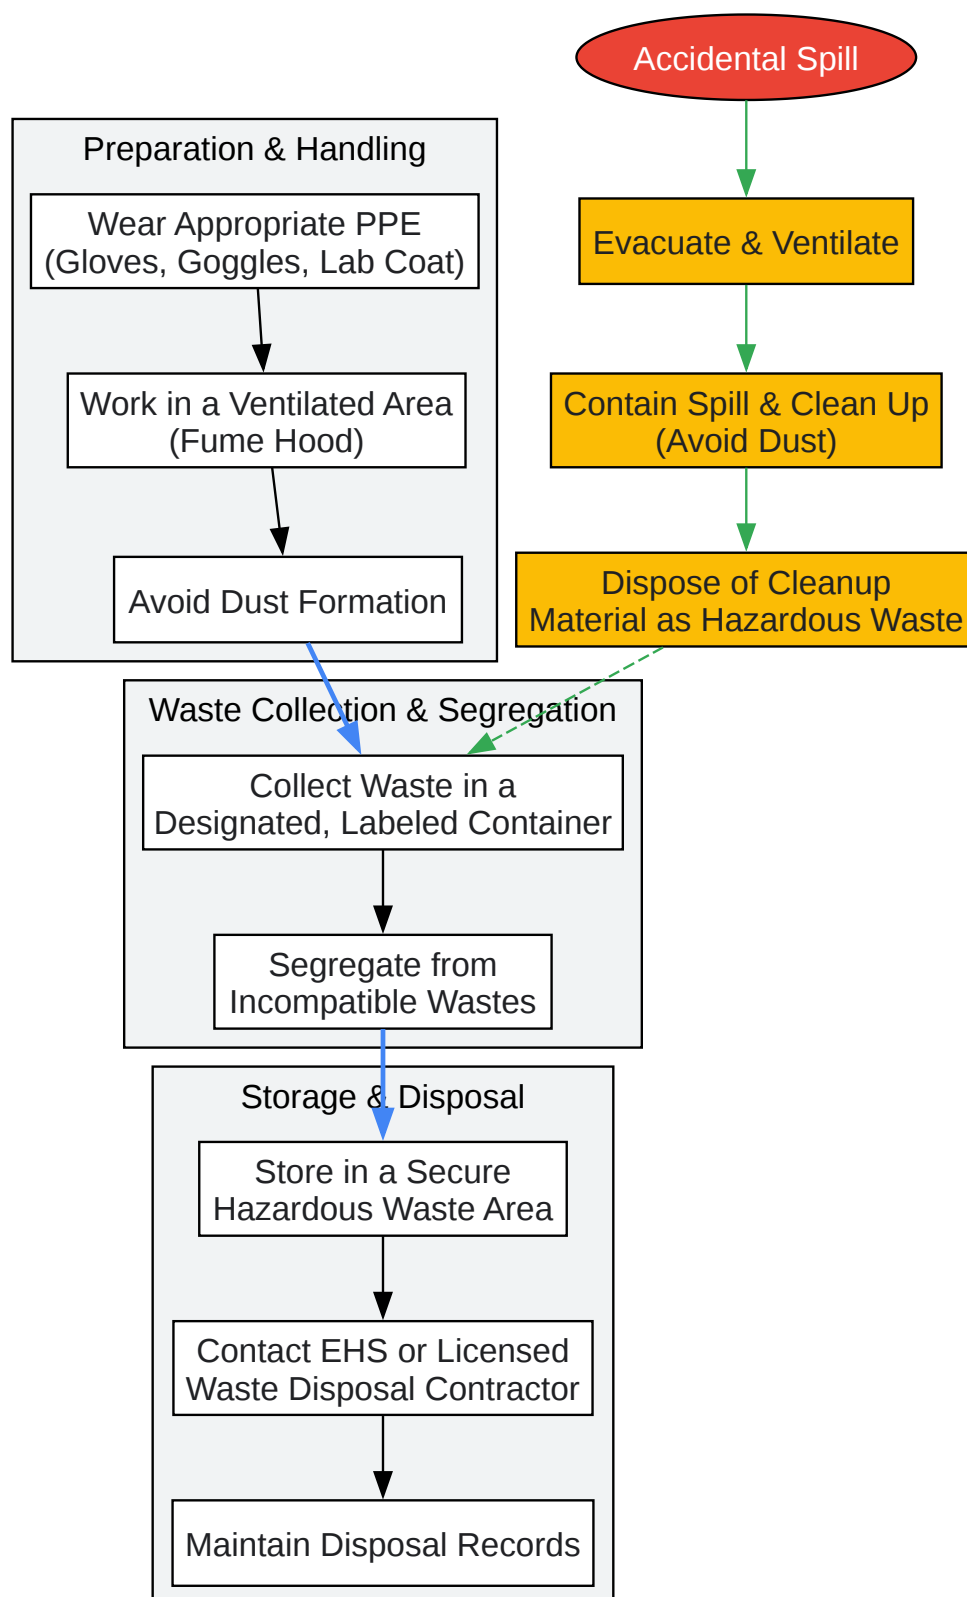 Accidental Spill
Preparation & Handling
Wear Appropriate PPE
(Gloves, Goggles, Lab Coat)
Evacuate & Ventilate
Work in a Ventilated Area
(Fume Hood)
Contain Spill & Clean Up
(Avoid Dust)
Avoid Dust Formation
Dispose of Cleanup
Material as Hazardous Waste
Waste Collection & Segregation
Collect Waste in a
Designated, Labeled Container
Segregate from
Incompatible Wastes
Storage & Disposal
Store in a Secure
Hazardous Waste Area
Contact EHS or Licensed
Waste Disposal Contractor
Maintain Disposal Records